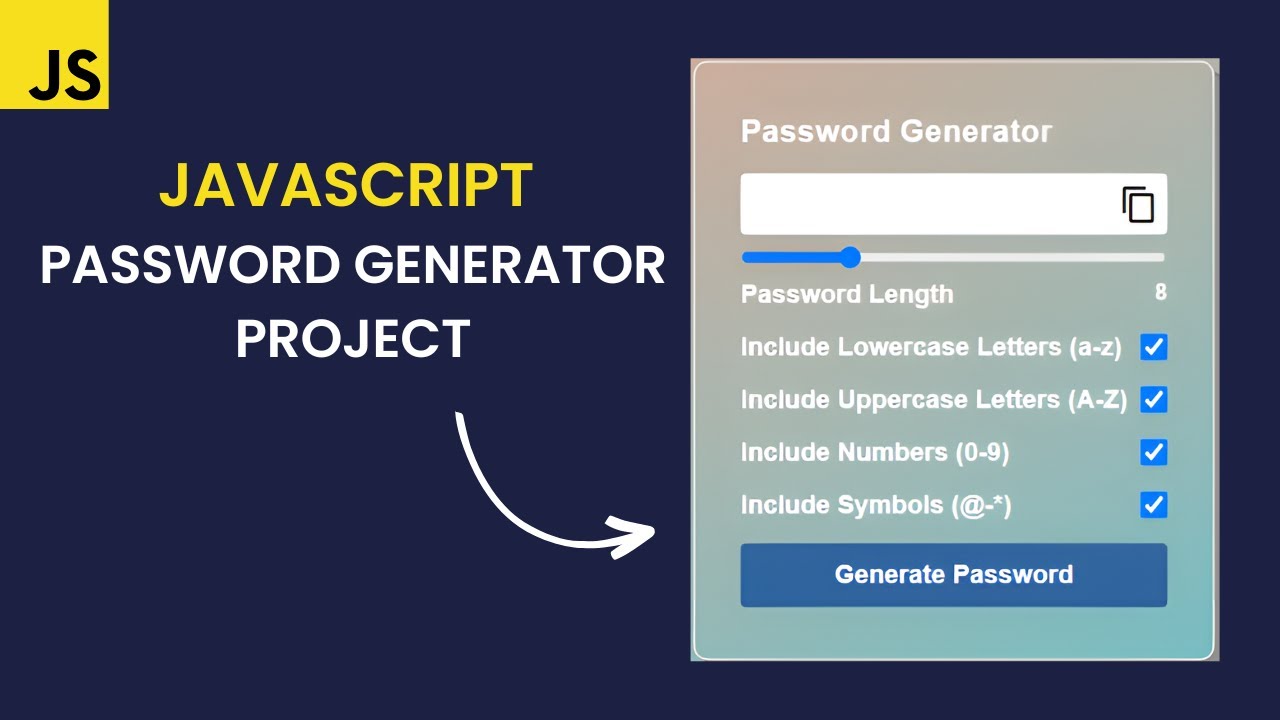 JS
JAVASCRIPT
PASSWORD GENERATOR
PROJECT
Password Generator
Password Length 8
Include Lowercase Letters (a-z)
Include Uppercase Letters (A-Z)
Include Numbers (0-9)
Include Symbols (@-*)
Generate Password